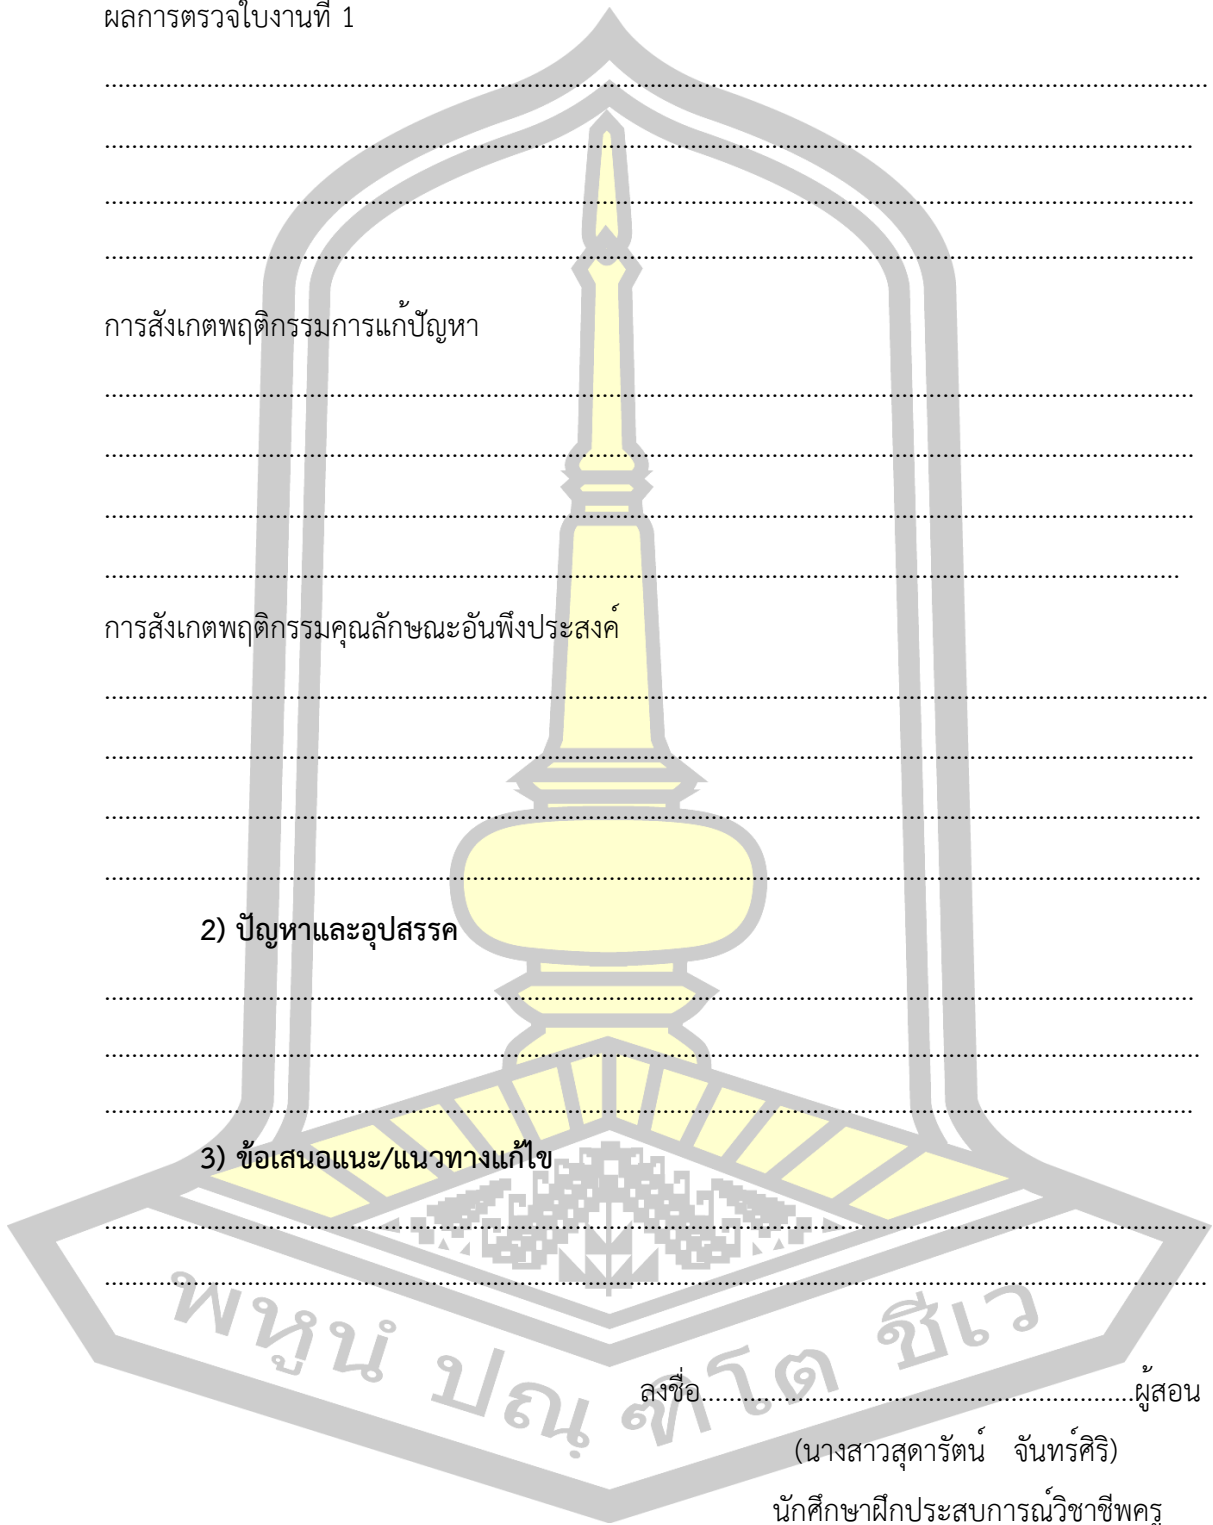 ผลการตรวจใบงานที่ 1
........................................................................................................................................
......................................................................................................................................
......................................................................................................................................
......................................................................................................................................
การสังเกตพฤติกรรมการแก้ปัญหา
......................................................................................................................................
......................................................................................................................................
......................................................................................................................................
....................................................................................................................................
การสังเกตพฤติกรรมคุณลักษณะอันพึงประสงค์
........................................................................................................................................
......................................................................................................................................
.......................................................................................................................................
.......................................................................................................................................
2) ปัญหาและอุปสรรค
......................................................................................................................................
.......................................................................................................................................
......................................................................................................................................
3) ข้อเสนอแนะ/แนวทางแก้ไข
........................................................................................................................................
........................................................................................................................................
พหูนํ ปณฺฑิโต ชีเว
ลงชื่อ.....................................................ผู้สอน
(นางสาวสุดารัตน์ จันทร์ศิริ)
นักศึกษาฝึกประสบการณ์วิชาชีพครู